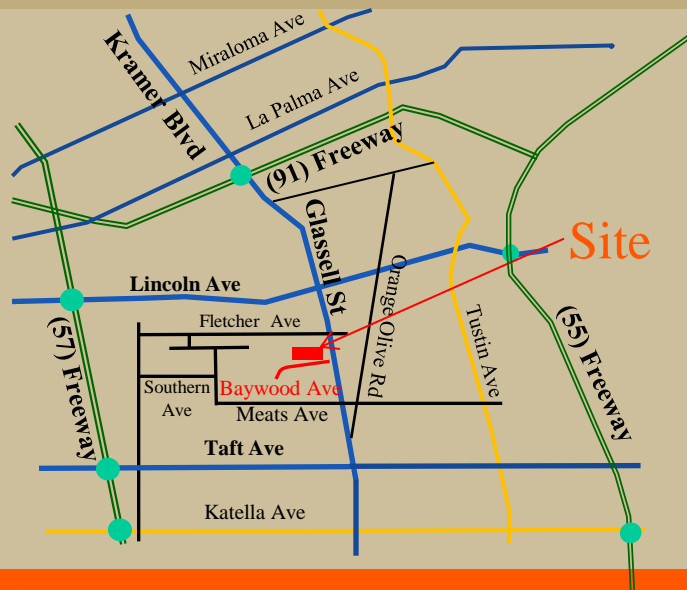 Miraloma Ave
Kramer Blvd
La Palma Ave
(91) Freeway
Site
Glassell St
Orange Olive Rd
Lincoln Ave
Fletcher Ave
Tustin Ave
(55) Freeway
(57) Freeway
Southern
Ave
Baywood Ave
Meats Ave
Taft Ave
Katella Ave